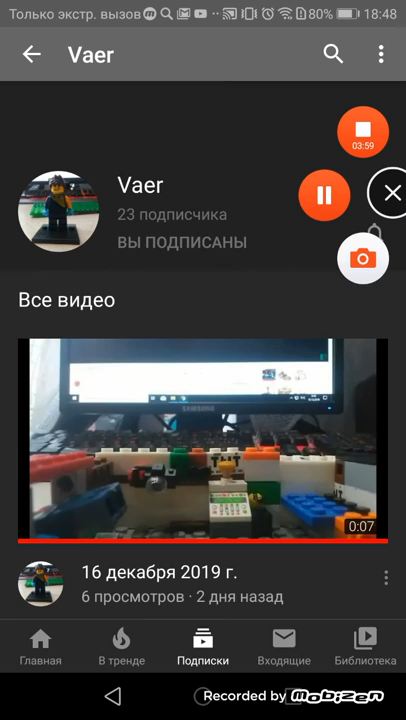 Только экстр. вызов 80% 18:48
Vaer
03:59
Vaer
23 подписчика
ВЫ ПОДПИСАНЫ
Все видео
SAMSUNG
0:07
16 декабря 2019 г.
6 просмотров · 2 дня назад
Главная В тренде Подписки Входящие Библиотека
Recorded by Mobizen